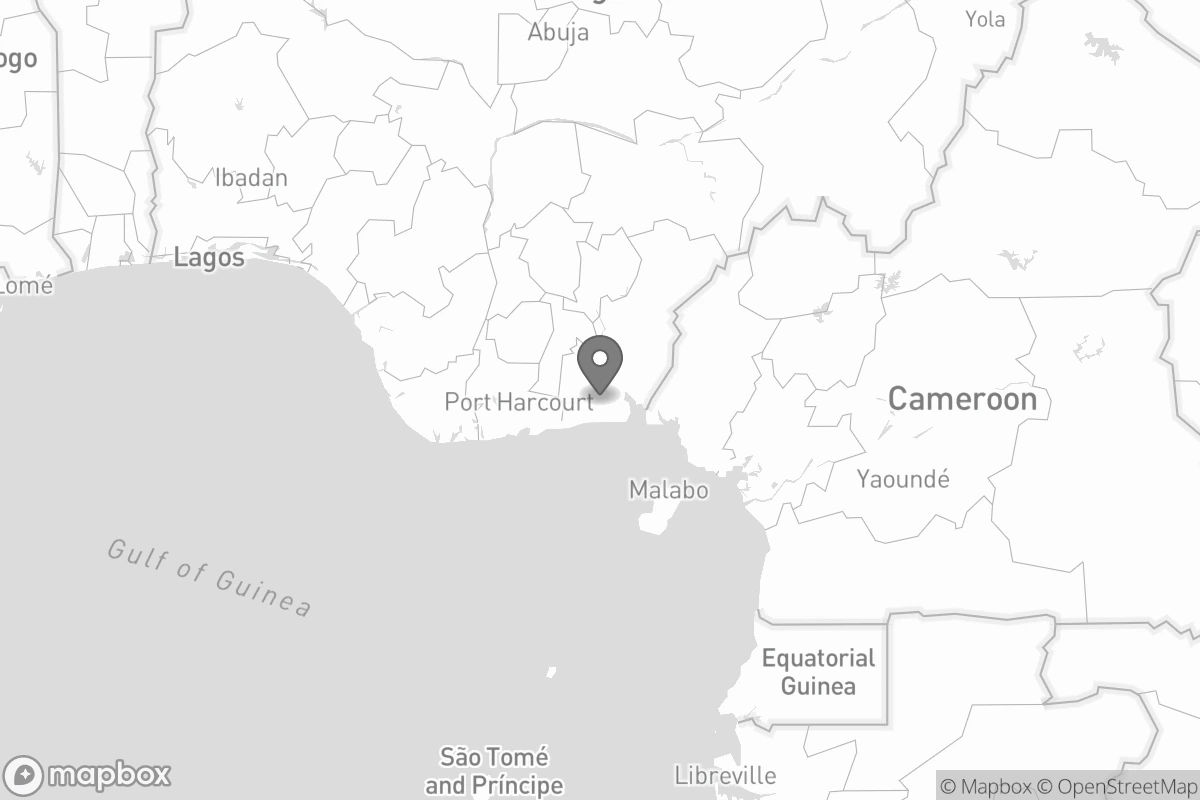 Abuja
Yola
ogo
Ibadan
Lagos
Lomé
Port Harcourt
Cameroon
Yaoundé
Malabo
Gulf of Guinea
Equatorial
Guinea
São Tomé
and Príncipe
Libreville
mapbox
© Mapbox © OpenStreetMap